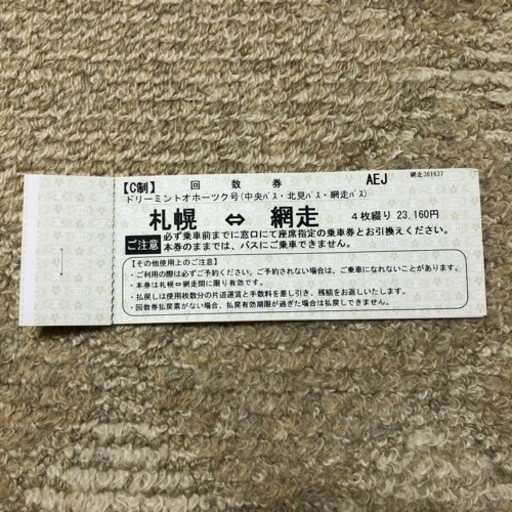 【C制】 回 数 券 AEJ 網走361637
ドリーミントオホーツク号(中央バス・北見バス・網走バス)
札幌 ⇔ 網走 4枚綴り 23,160円
ご注意 必ず乗車前までに窓口にて座席指定の乗車券とお引換えください。
本券のままでは、バスにご乗車できません。
【その他使用上のご注意】
・ご利用の際は必ずご予約ください。ご予約されない場合は、ご乗車になれないことがあります。
・本券は札幌⇔網走間に限り有効です。
・払戻しは使用枚数分の片道運賃と手数料を差し引き、残額をお返しいたします。
・回数券払戻票がない場合、払戻有効期限が過ぎた場合は払戻しできません。